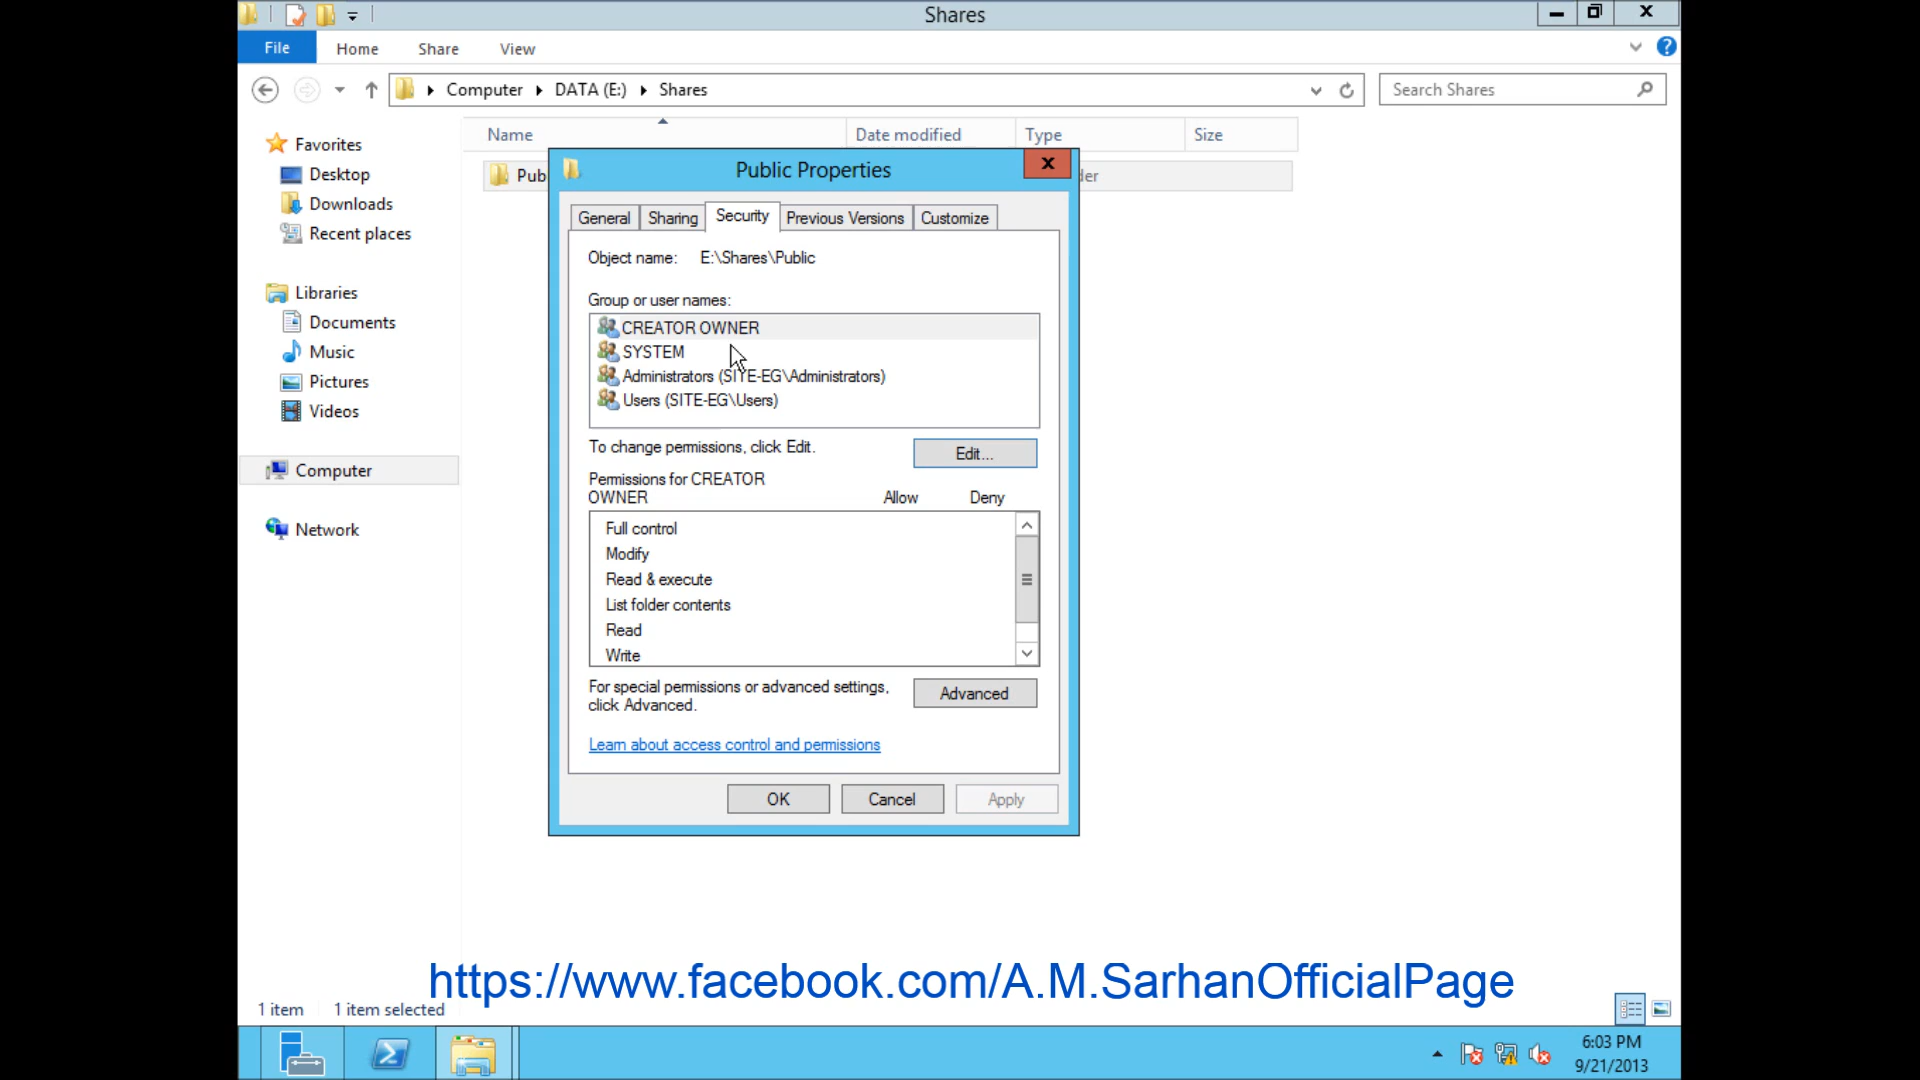 Shares
File Home Share View
Computer DATA (E:) Shares
Search Shares
Name Date modified Type Size
Favorites
Desktop
Downloads
Recent places
Libraries
Documents
Music
Pictures
Videos
Computer
Network
Pub
der
Public Properties
General Sharing Security Previous Versions Customize
Object name: E:\Shares\Public
Group or user names:
CREATOR OWNER
SYSTEM
Administrators (SITE-EG\Administrators)
Users (SITE-EG\Users)
To change permissions, click Edit.
Edit...
Permissions for CREATOR
OWNER
Allow Deny
Full control
Modify
Read & execute
List folder contents
Read
Write
For special permissions or advanced settings,
click Advanced.
Advanced
Learn about access control and permissions
OK Cancel Apply
https://www.facebook.com/A.M.SarhanOfficialPage
1 item 1 item selected
6:03 PM
9/21/2013